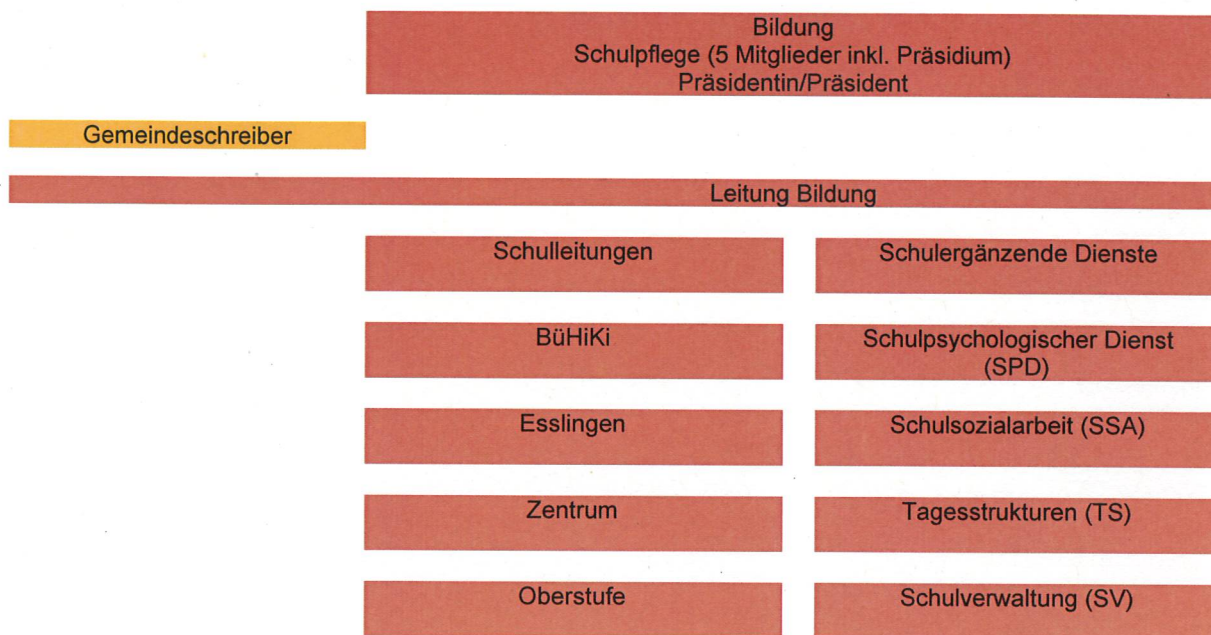 Bildung
Schulpflege (5 Mitglieder inkl. Präsidium)
Präsidentin/Präsident
Gemeindeschreiber
Leitung Bildung
Schulleitungen
Schulergänzende Dienste
BüHiKi
Schulpsychologischer Dienst
(SPD)
Esslingen
Schulsozialarbeit (SSA)
Zentrum
Tagesstrukturen (TS)
Oberstufe
Schulverwaltung (SV)